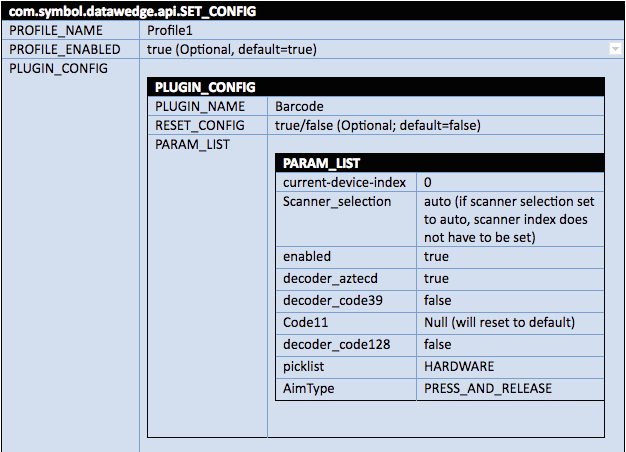 com.symbol.datawedge.api.SET_CONFIG
PROFILE_NAME Profile1
PROFILE_ENABLED true (Optional, default=true)
PLUGIN_CONFIG
PLUGIN_CONFIG
PLUGIN_NAME Barcode
RESET_CONFIG true/false (Optional; default=false)
PARAM_LIST
PARAM_LIST
current-device-index 0
Scanner_selection auto (if scanner selection set
to auto, scanner index does
not have to be set)
enabled true
decoder_aztecd true
decoder_code39 false
Code11 Null (will reset to default)
decoder_code128 false
picklist HARDWARE
AimType PRESS_AND_RELEASE